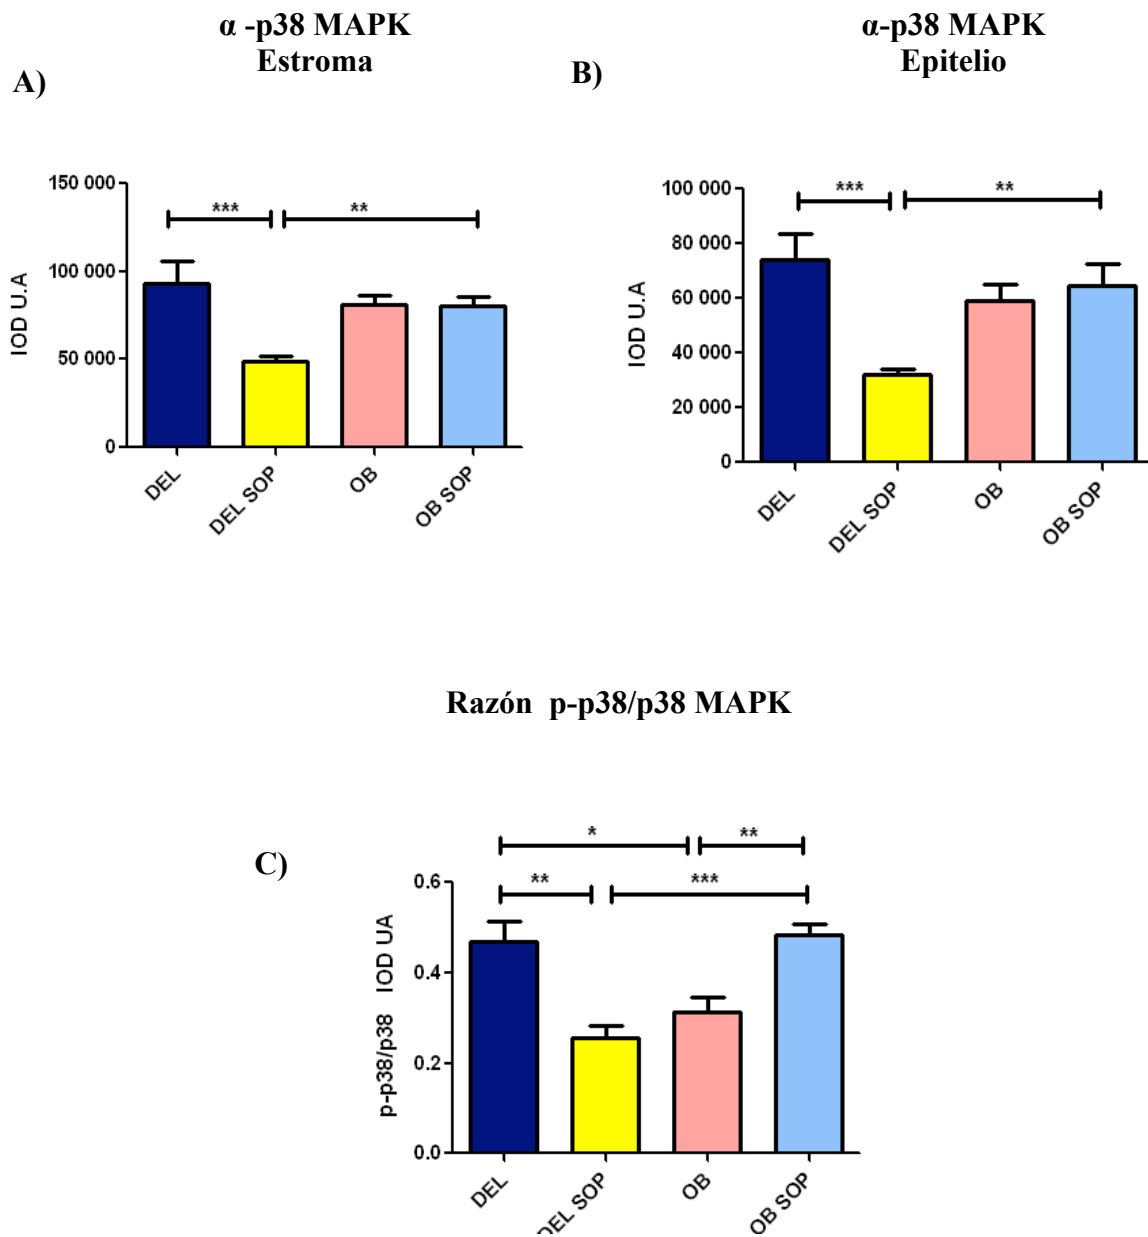 α -p38 MAPK
Estroma
A)
150 000
100 000
50 000
0
IOD U.A
***
**
DEL
DEL SOP
OB
OB SOP
α-p38 MAPK
Epitelio
B)
100 000
80 000
60 000
40 000
20 000
0
IOD U.A
***
**
DEL
DEL SOP
OB
OB SOP
Razón p-p38/p38 MAPK
C)
0.6
0.4
0.2
0.0
p-p38/p38 IOD UA
*
**
**
***
DEL
DEL SOP
OB
OB SOP